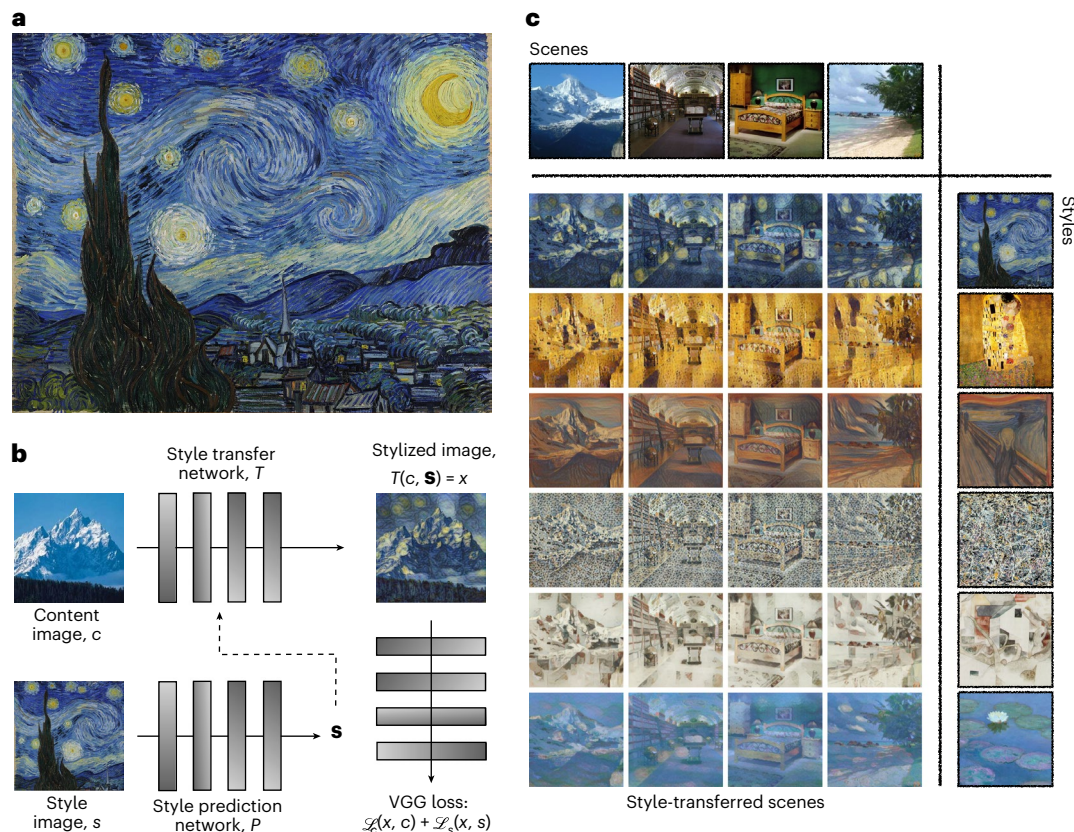 a
b
Style transfer
network, T
Stylized image,
T(c, s) = x
Content
image, c
Style
image, s
s
Style prediction
network, P
VGG loss:
ℒc(x, c) + ℒs(x, s)
c
Scenes
Styles
Style-transferred scenes